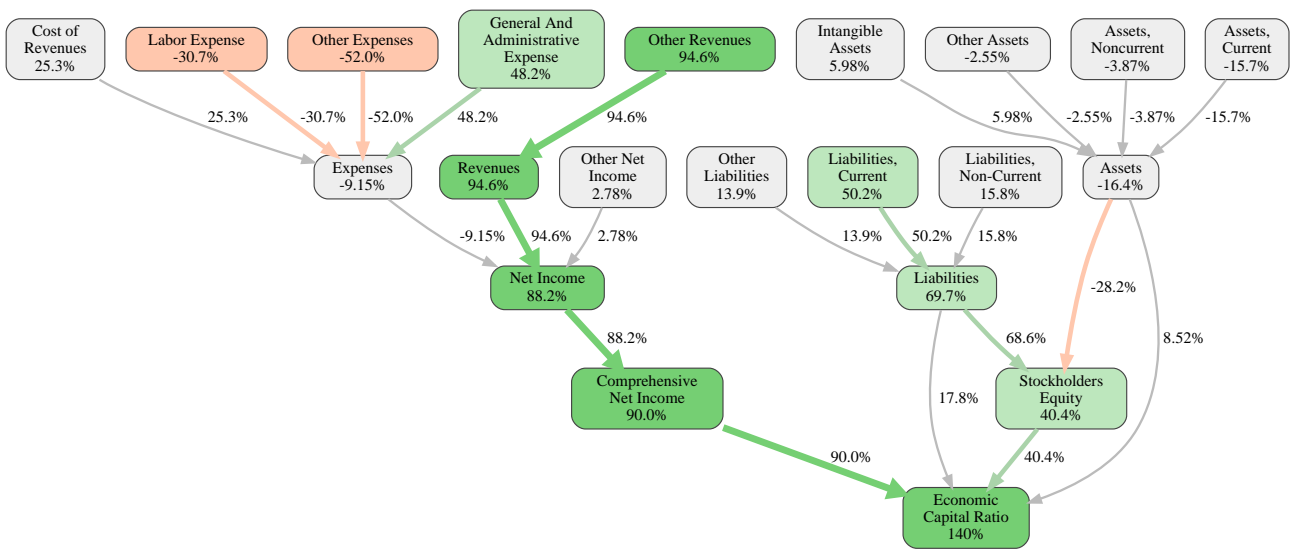 Cost of
Revenues
25.3%
Labor Expense
-30.7%
Other Expenses
-52.0%
General And
Administrative
Expense
48.2%
Other Revenues
94.6%
Intangible
Assets
5.98%
Other Assets
-2.55%
Assets,
Noncurrent
-3.87%
Assets,
Current
-15.7%
25.3%
-30.7%
-52.0%
48.2%
94.6%
5.98%
-2.55%
-3.87%
-15.7%
Expenses
-9.15%
Revenues
94.6%
Other Net
Income
2.78%
Other
Liabilities
13.9%
Liabilities,
Current
50.2%
Liabilities,
Non-Current
15.8%
Assets
-16.4%
-9.15%
94.6%
2.78%
13.9%
50.2%
15.8%
Net Income
88.2%
Liabilities
69.7%
-28.2%
88.2%
68.6%
8.52%
Comprehensive
Net Income
90.0%
Stockholders
Equity
40.4%
17.8%
90.0%
40.4%
Economic
Capital Ratio
140%